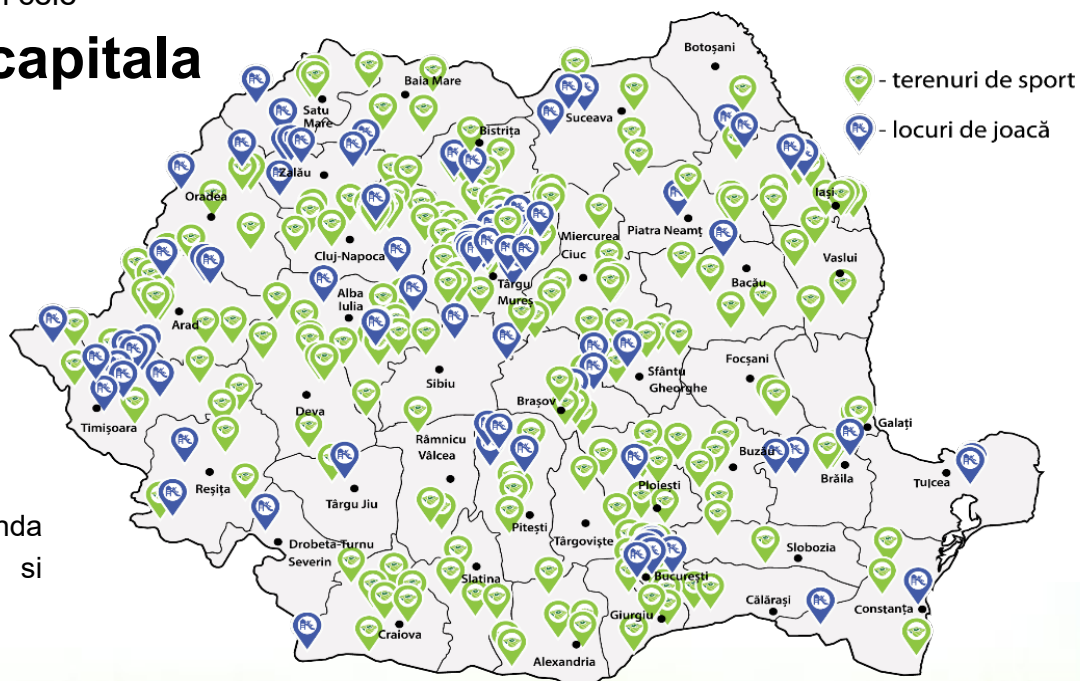 capitala
Botoșani
- terenuri de sport
Baia Mare
Satu
Mare
- locuri de joacă
Suceava
Bistrița
Zalău
Oradea
Iași
Piatra Neamț
Miercurea
Ciuc
Cluj-Napoca
Vaslui
Bacău
Târgu
Mureș
Alba
Iulia
Arad
Focșani
Sfântu
Gheorghe
Sibiu
Deva
Brașov
Timișoara
Galați
Râmnicu
Vâlcea
Buzău
Brăila
Tulcea
Reșița
Ploiești
Târgu Jiu
Pitești
nda
Târgoviște
Drobeta-Turnu
Severin
si
Slobozia
Slatina
București
Călărași
Constanța
Giurgiu
Craiova
Alexandria